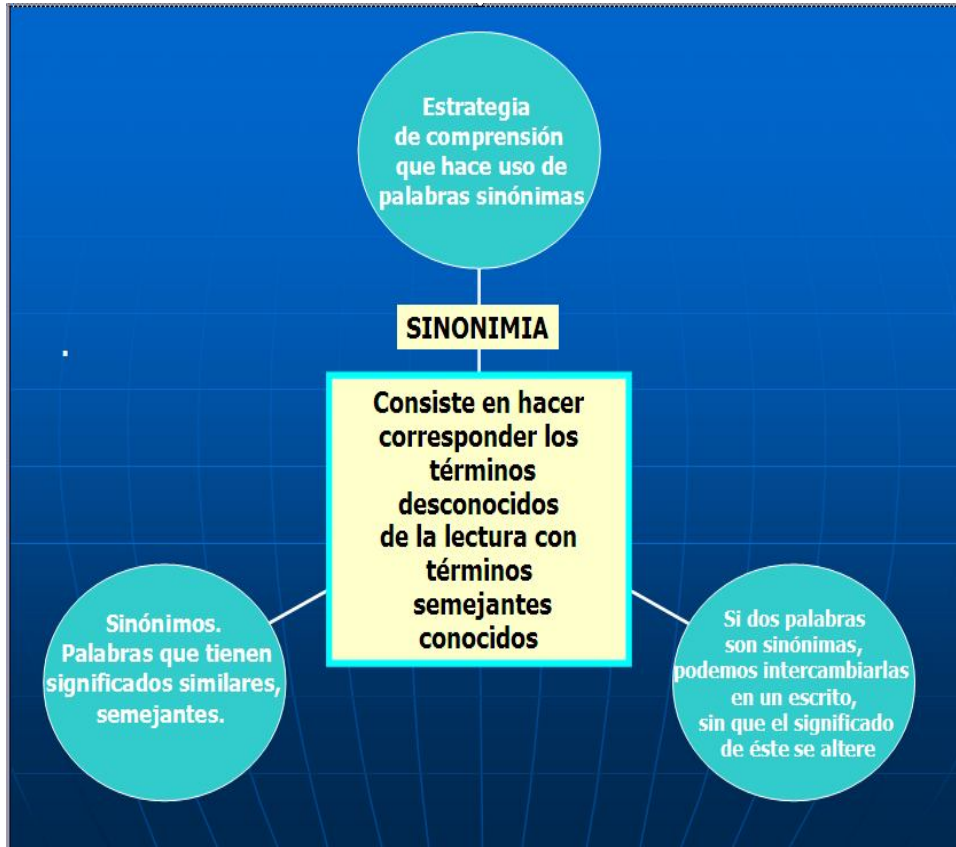 Estrategia
de comprensión
que hace uso de
palabras sinónimas
SINONIMIA
Consiste en hacer
corresponder los
términos
desconocidos
de la lectura con
términos
semejantes
conocidos
Sinónimos.
Palabras que tienen
significados similares,
semejantes.
Si dos palabras
son sinónimas,
podemos intercambiarlas
en un escrito,
sin que el significado
de éste se altere